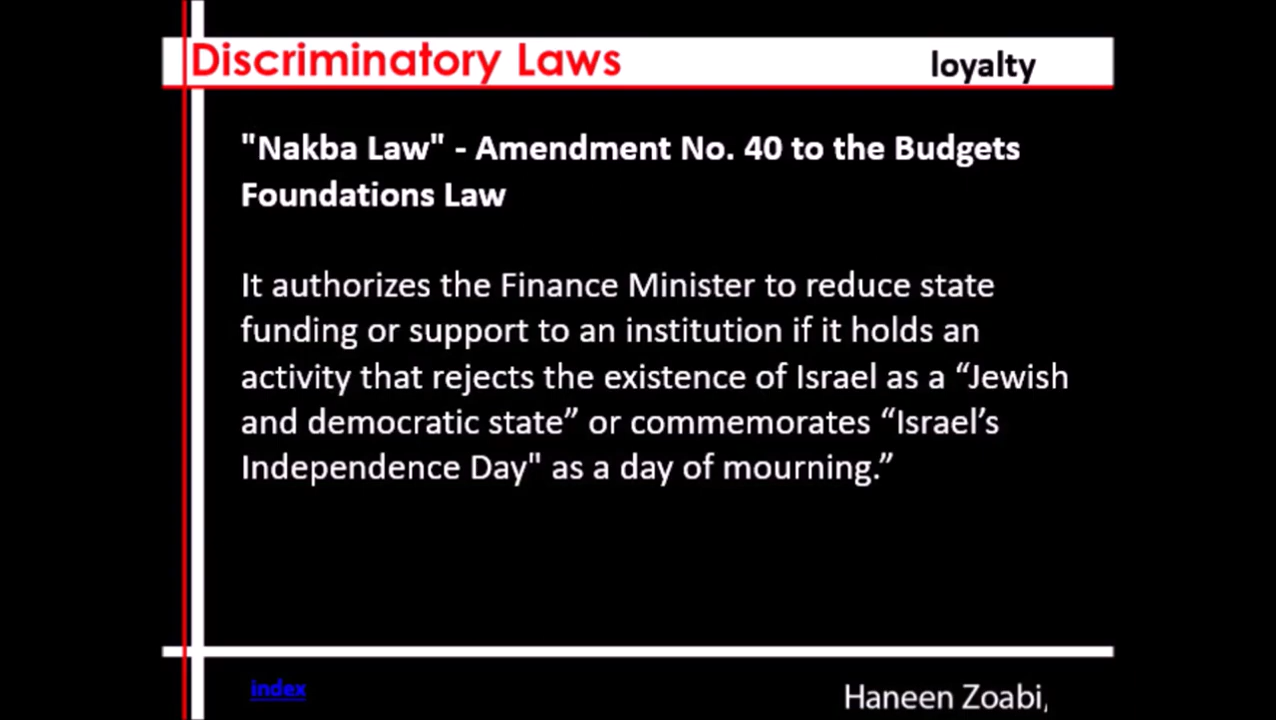 Discriminatory Laws loyalty
"Nakba Law" - Amendment No. 40 to the Budgets
Foundations Law
It authorizes the Finance Minister to reduce state
funding or support to an institution if it holds an
activity that rejects the existence of Israel as a “Jewish
and democratic state” or commemorates “Israel’s
Independence Day" as a day of mourning.”
index
Haneen Zoabi,